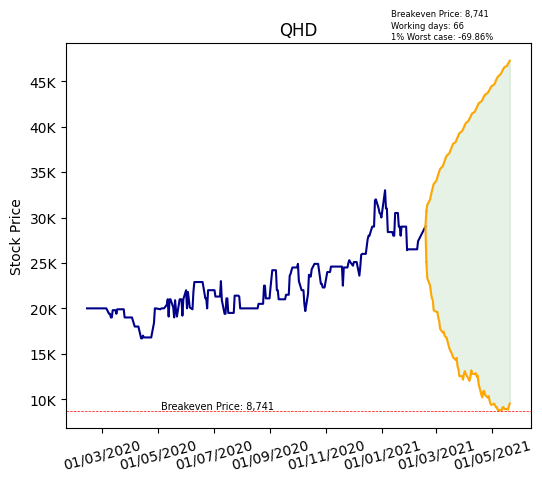 Breakeven Price: 8,741
Working days: 66
1% Worst case: -69.86%
QHD
Stock Price
45K
40K
35K
30K
25K
20K
15K
10K
Breakeven Price: 8,741
01/03/2020
01/05/2020
01/07/2020
01/09/2020
01/11/2020
01/01/2021
01/03/2021
01/05/2021